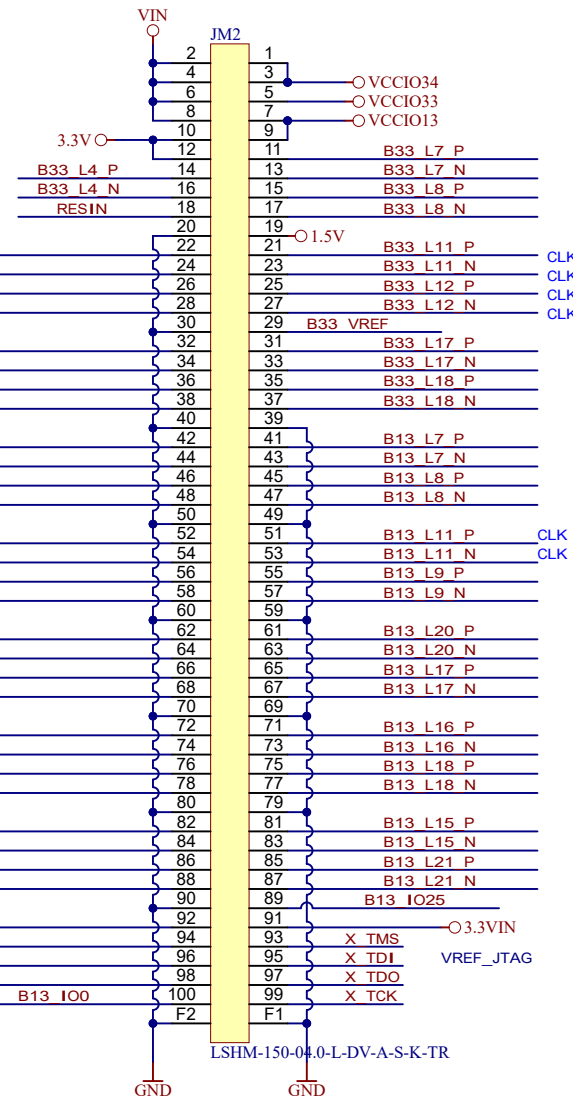 VIN
JM2
2 1
4 3 VCCIO34
6 5 VCCIO33
8 7 VCCIO13
3.3V 10 9
12 11 B33_L7_P
B33_L4_P 14 13 B33_L7_N
B33_L4_N 16 15 B33_L8_P
RESIN 18 17 B33_L8_N
20 19 1.5V
22 21 B33_L11_P CLK
24 23 B33_L11_N CLK
26 25 B33_L12_P CLK
28 27 B33_L12_N CLK
30 29 B33_VREF
32 31 B33_L17_P
34 33 B33_L17_N
36 35 B33_L18_P
38 37 B33_L18_N
40 39
42 41 B13_L7_P
44 43 B13_L7_N
46 45 B13_L8_P
48 47 B13_L8_N
50 49
52 51 B13_L11_P CLK
54 53 B13_L11_N CLK
56 55 B13_L9_P
58 57 B13_L9_N
60 59
62 61 B13_L20_P
64 63 B13_L20_N
66 65 B13_L17_P
68 67 B13_L17_N
70 69
72 71 B13_L16_P
74 73 B13_L16_N
76 75 B13_L18_P
78 77 B13_L18_N
80 79
82 81 B13_L15_P
84 83 B13_L15_N
86 85 B13_L21_P
88 87 B13_L21_N
90 89 B13_IO25
92 91 3.3VIN
94 93 X_TMS
96 95 X_TDI VREF_JTAG
98 97 X_TDO
B13_IO0 100 99 X_TCK
F2 F1
LSHM-150-04.0-L-DV-A-S-K-TR
GND GND